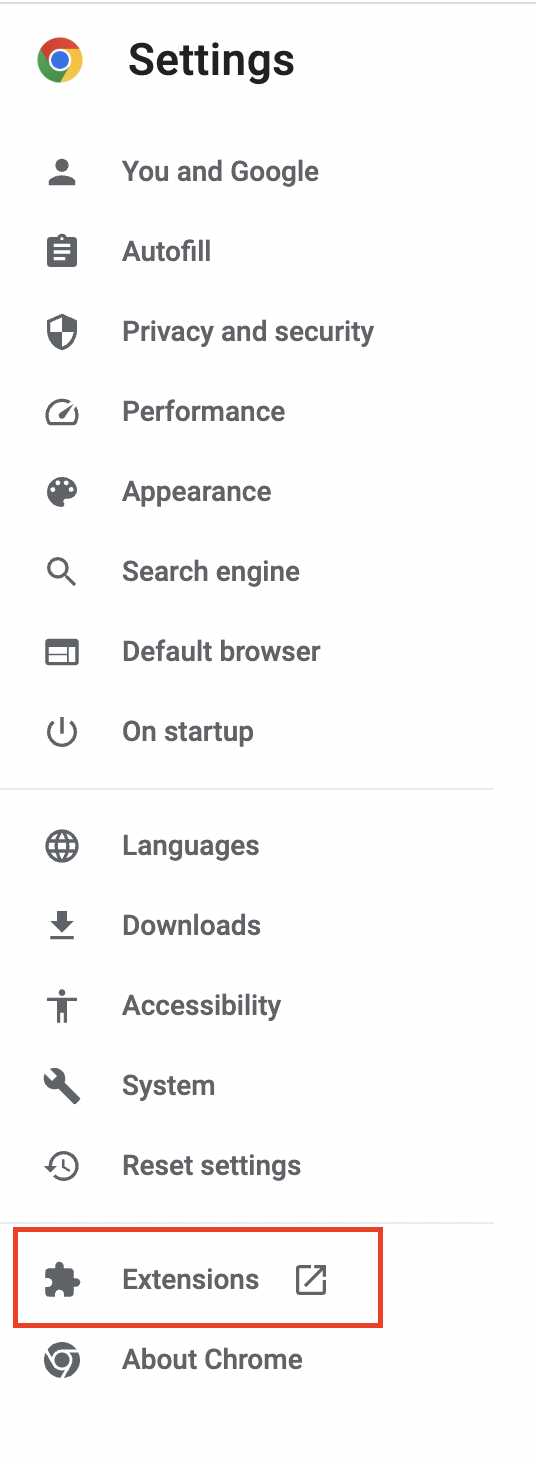 Settings
You and Google
Autofill
Privacy and security
Performance
Appearance
Search engine
Default browser
On startup
Languages
Downloads
Accessibility
System
Reset settings
Extensions
About Chrome